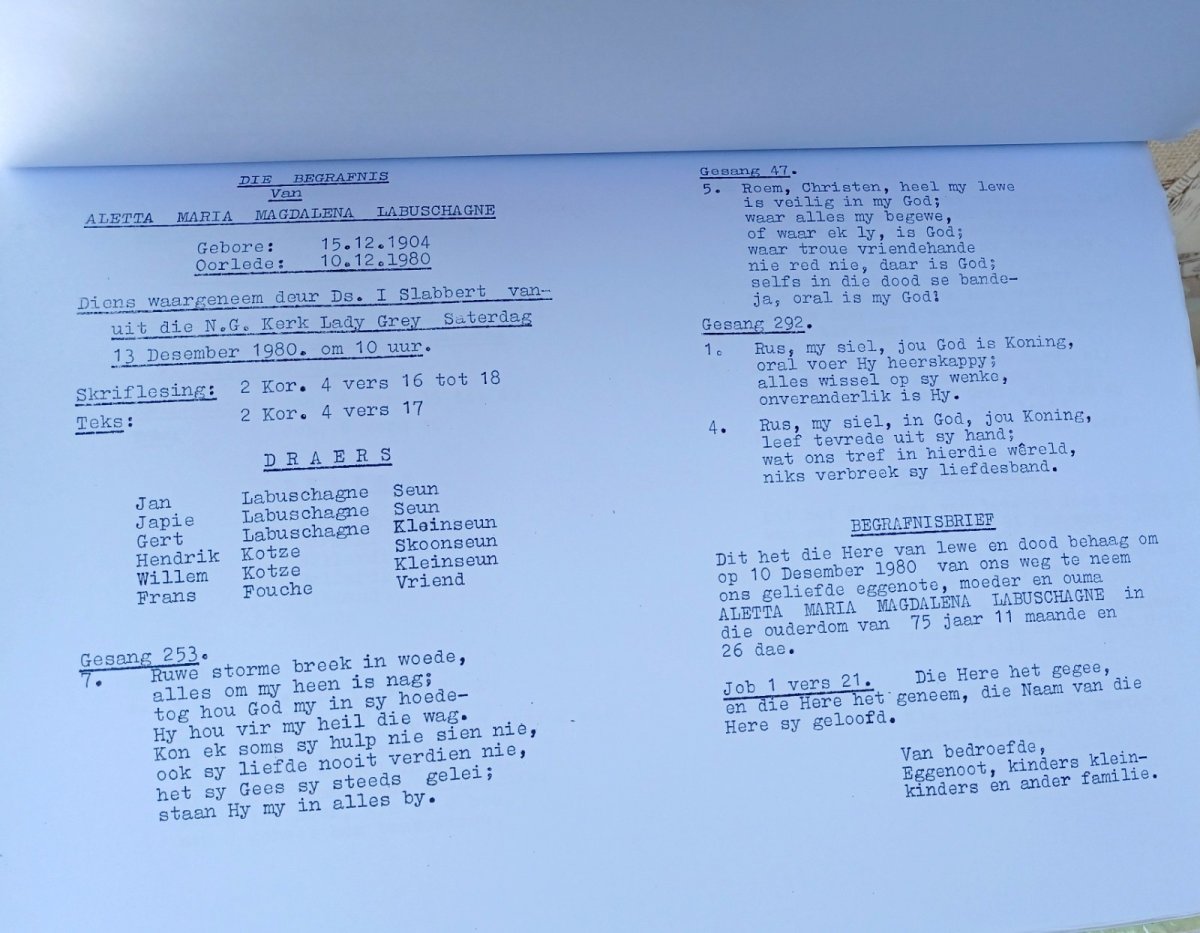 DIE BEGRAFNIS
Van
ALETTA MARIA MAGDALENA LABUSCHAGNE
Gebore: 15.12.1904
Oorlede: 10.12.1980
Diens waargeneem deur Ds. I Slabbert van-
uit die N.G. Kerk Lady Grey Saterdag
13 Desember 1980. om 10 uur.
Skriflesing: 2 Kor. 4 vers 16 tot 18
Teks: 2 Kor. 4 vers 17
D R A E R S
Jan Labuschagne Seun
Japie Labuschagne Seun
Gert Labuschagne Kleinseun
Hendrik Kotze Skoonseun
Willem Kotze Kleinseun
Frans Fouche Vriend
Gesang 253.
7. Ruwe storme breek in woede,
alles om my heen is nag;
tog hou God my in sy hoede-
Hy hou vir my heil die wag.
Kon ek soms sy hulp nie sien nie,
ook sy liefde nooit verdien nie,
het sy Gees sy steeds gelei;
staan Hy my in alles by.
Gesang 47.
5. Roem, Christen, heel my lewe
is veilig in my God;
waar alles my begewe,
of waar ek ly, is God;
waar troue vriendehande
nie red nie, daar is God;
selfs in die dood se bande-
ja, oral is my God!
Gesang 292.
1. Rus, my siel, jou God is Koning,
oral voer Hy heerskappy;
alles wissel op sy wenke,
onveranderlik is Hy.
4. Rus, my siel, in God, jou Koning,
leef tevrede uit sy hand;
wat ons tref in hierdie wêreld,
niks verbreek sy liefdesband.
BEGRAFNISBRIEF
Dit het die Here van lewe en dood behaag om
op 10 Desember 1980 van ons weg te neem
ons geliefde eggenote, moeder en ouma
ALETTA MARIA MAGDALENA LABUSCHAGNE in
die ouderdom van 75 jaar 11 maande en
26 dae.
Job 1 vers 21. Die Here het gegee,
en die Here het geneem, die Naam van die
Here sy geloofd.
Van bedroefde,
Eggenoot, kinders klein-
kinders en ander familie.